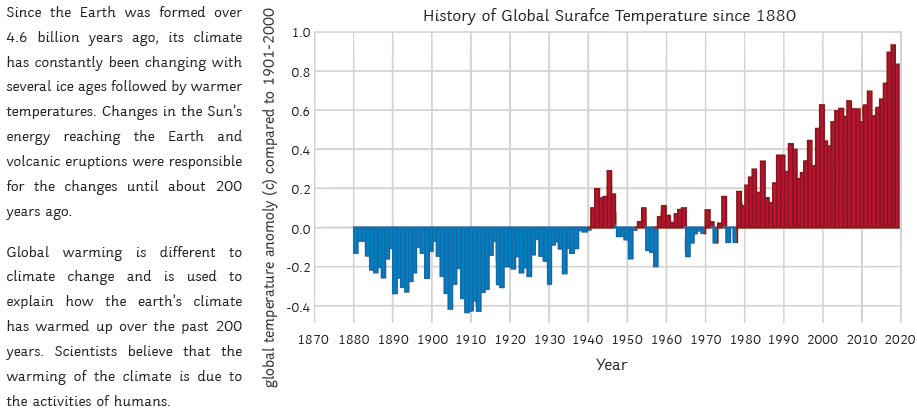 Since the Earth was formed over
4.6 billion years ago, its climate
has constantly been changing with
several ice ages followed by warmer
temperatures. Changes in the Sun's
energy reaching the Earth and
volcanic eruptions were responsible
for the changes until about 200
years ago.
Global warming is different to
climate change and is used to
explain how the earth's climate
has warmed up over the past 200
years. Scientists believe that the
warming of the climate is due to
the activities of humans.
History of Global Surafce Temperature since 1880
global temperature anomoly (c) compared to 1901-2000
1.0
0.8
0.6
0.4
0.2
0.0
-0.2
-0.4
1870 1880 1890 1900 1910 1920 1930 1940 1950 1960 1970 1980 1990 2000 2010 2020
Year